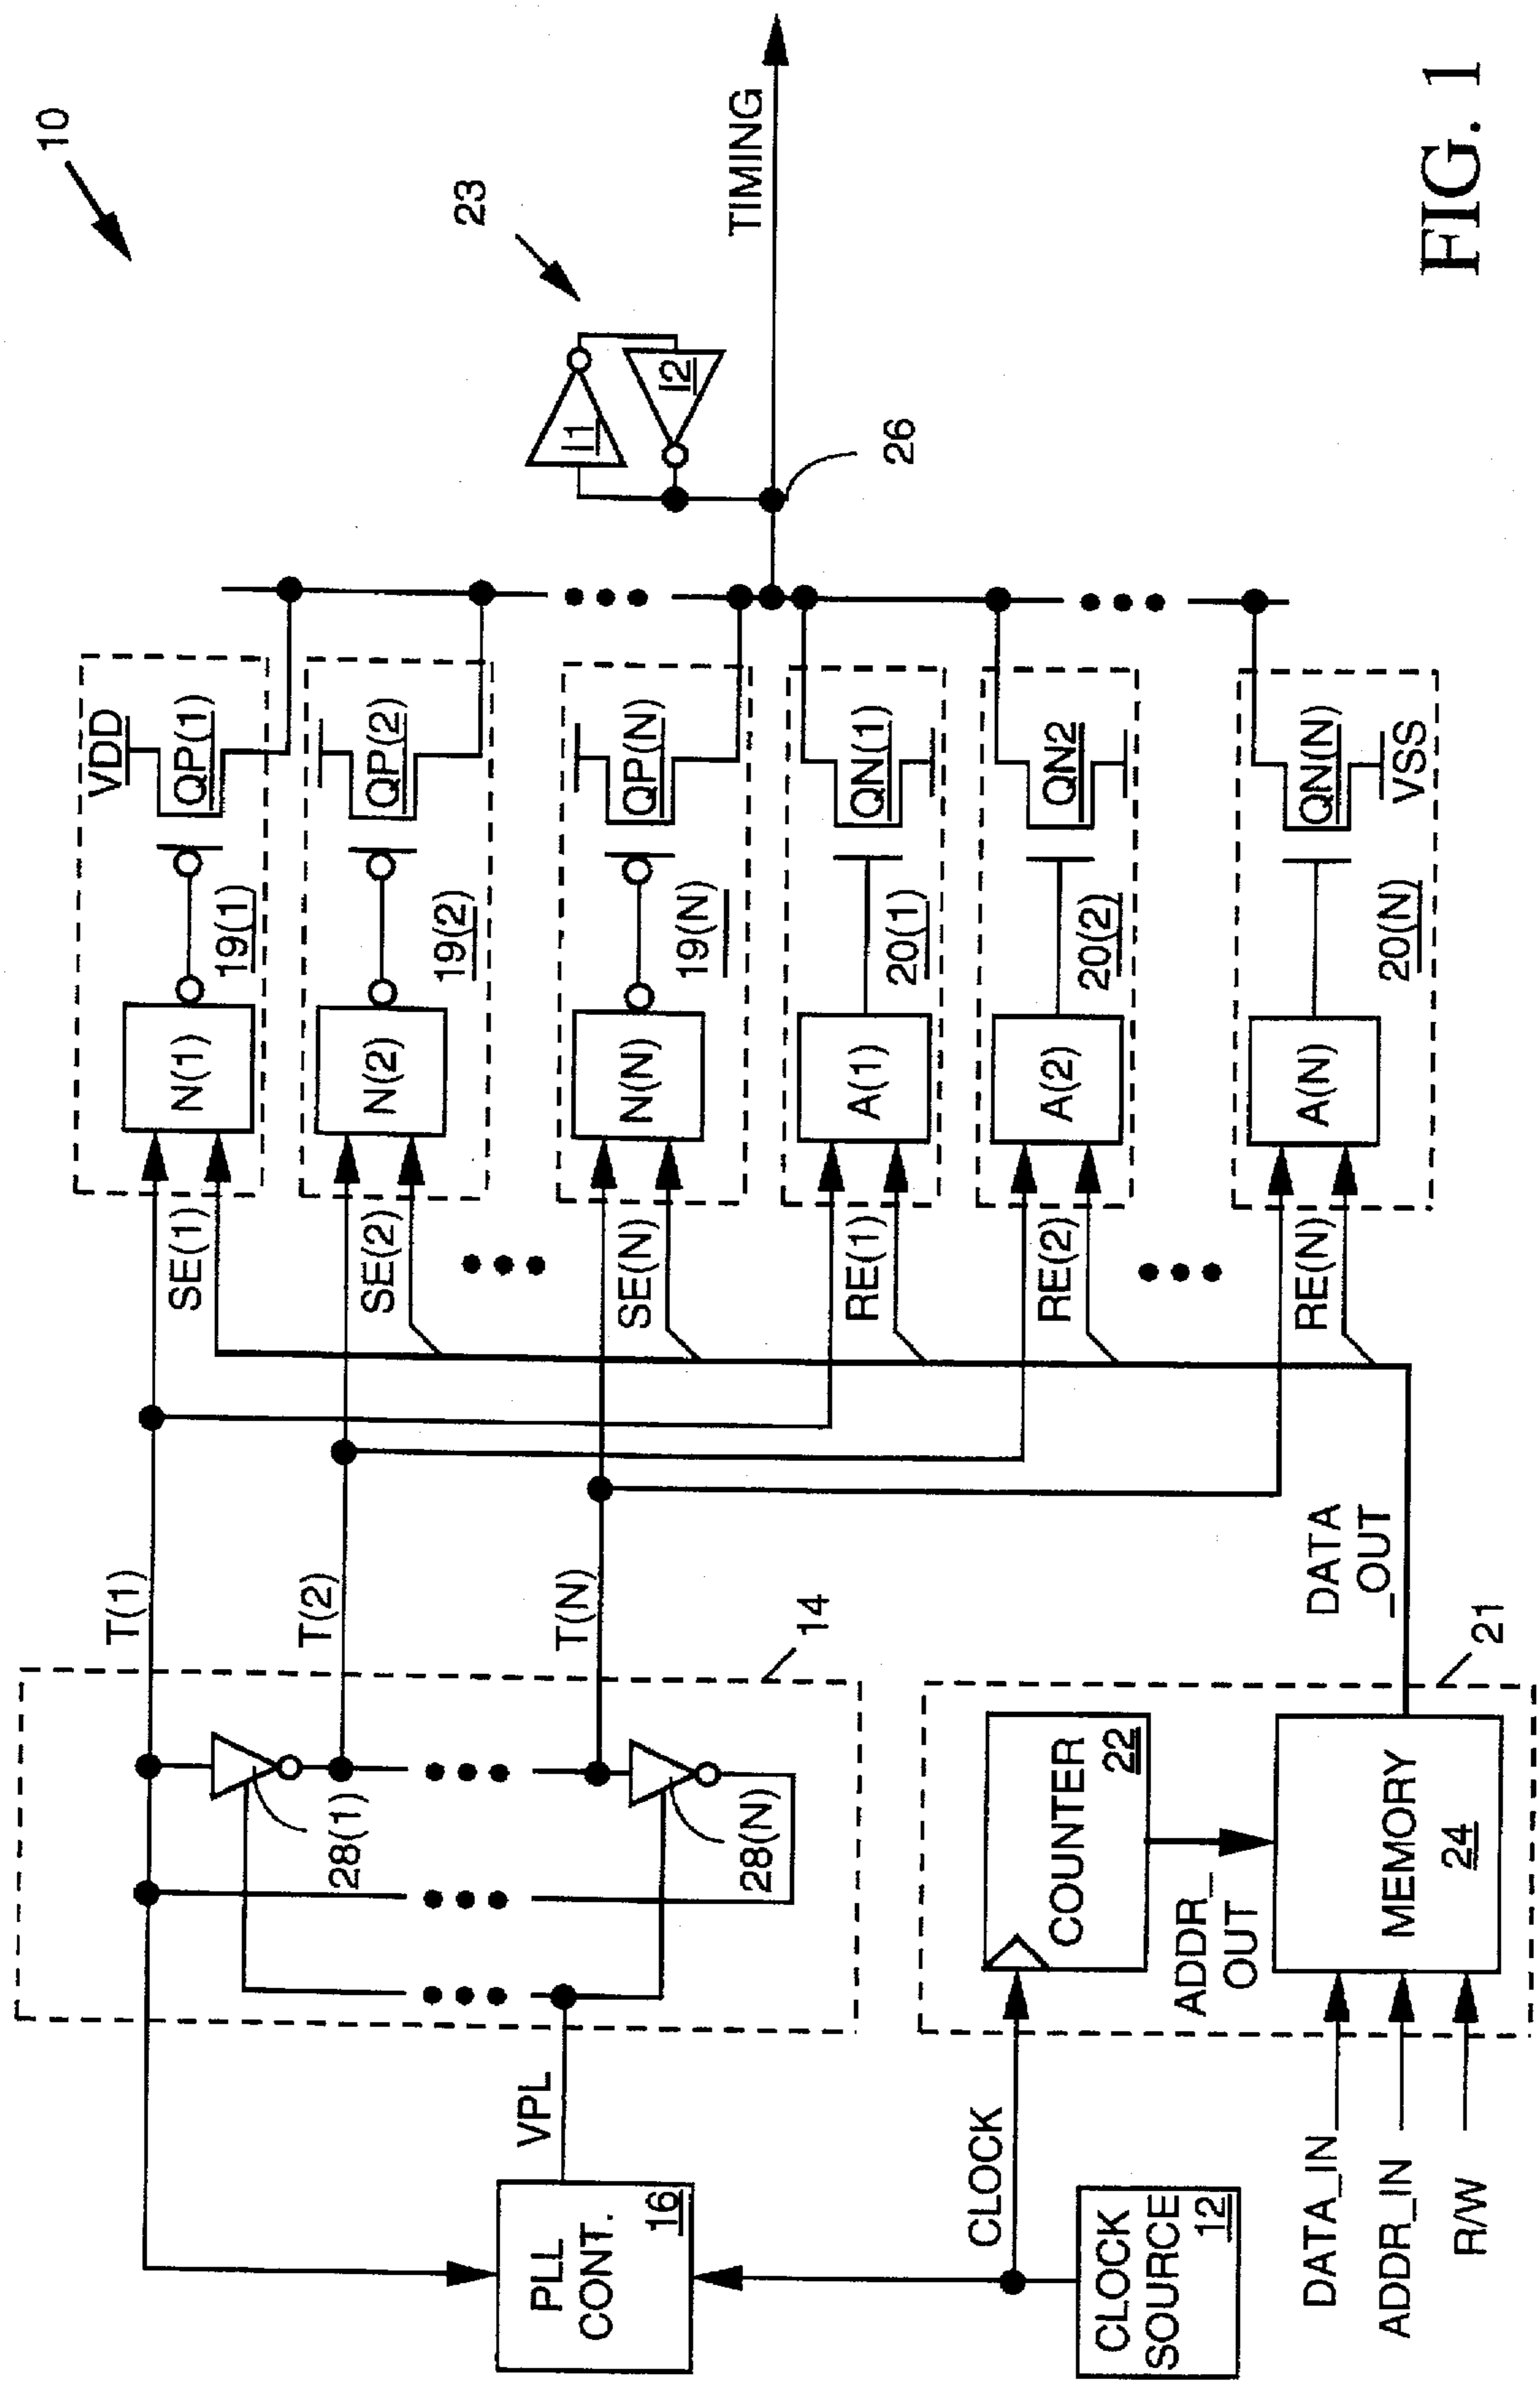 10
23
TIMING
I1
I2
26
VDD
QP(1)
19(1)
N(1)
QP(2)
19(2)
N(2)
QP(N)
19(N)
N(N)
QN(1)
20(1)
A(1)
QN2
20(2)
A(2)
QN(N)
VSS
20(N)
A(N)
SE(1)
SE(2)
SE(N)
RE(1)
RE(2)
RE(N)
T(1)
T(2)
T(N)
14
28(1)
28(N)
VPL
PLL
CONT.
16
CLOCK
CLOCK
SOURCE
12
COUNTER
22
ADDR_
OUT
MEMORY
24
21
DATA
_OUT
DATA_IN
ADDR_IN
R/W
FIG. 1